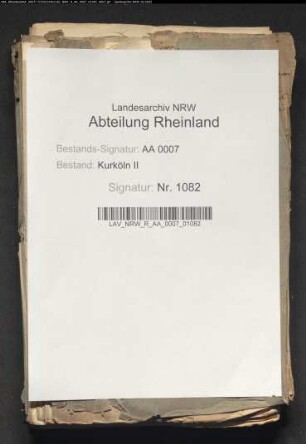 Landesarchiv NRW
Abteilung Rheinland
Bestands-Signatur: AA 0007
Bestand: Kurköln II
Signatur: Nr. 1082
LAV_NRW_R_AA_0007_01082